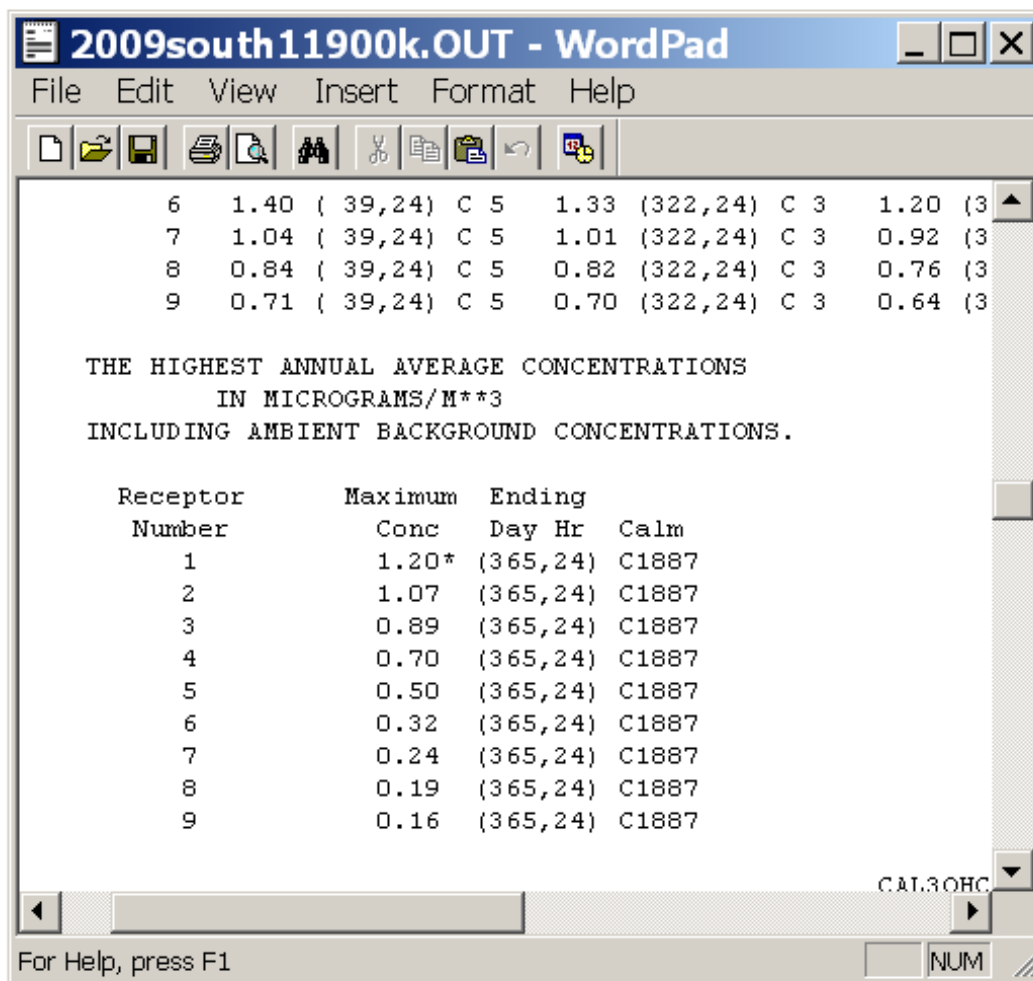 2009south11900k.OUT - WordPad
File Edit View Insert Format Help
6 1.40 ( 39,24) C 5 1.33 (322,24) C 3 1.20 (3
7 1.04 ( 39,24) C 5 1.01 (322,24) C 3 0.92 (3
8 0.84 ( 39,24) C 5 0.82 (322,24) C 3 0.76 (3
9 0.71 ( 39,24) C 5 0.70 (322,24) C 3 0.64 (3
THE HIGHEST ANNUAL AVERAGE CONCENTRATIONS
IN MICROGRAMS/M**3
INCLUDING AMBIENT BACKGROUND CONCENTRATIONS.
Receptor Maximum Ending
Number Conc Day Hr Calm
1 1.20* (365,24) C1887
2 1.07 (365,24) C1887
3 0.89 (365,24) C1887
4 0.70 (365,24) C1887
5 0.50 (365,24) C1887
6 0.32 (365,24) C1887
7 0.24 (365,24) C1887
8 0.19 (365,24) C1887
9 0.16 (365,24) C1887
CAL3QHC
For Help, press F1 NUM